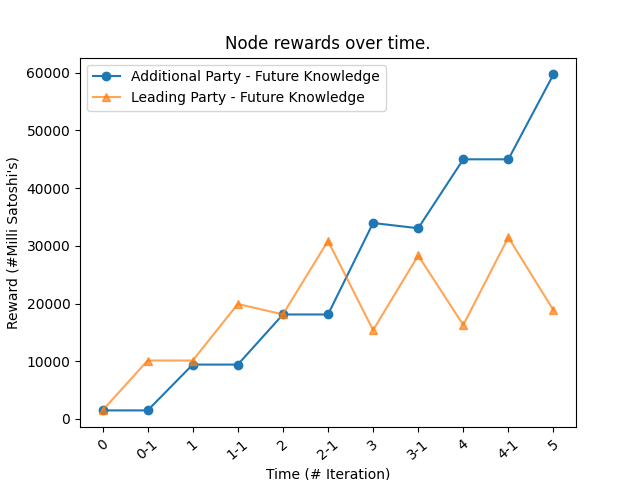 Node rewards over time.
Additional Party - Future Knowledge
Leading Party - Future Knowledge
Reward (#Milli Satoshi's)
60000
50000
40000
30000
20000
10000
0
0 0-1 1 1-1 2 2-1 3 3-1 4 4-1 5
Time (# Iteration)